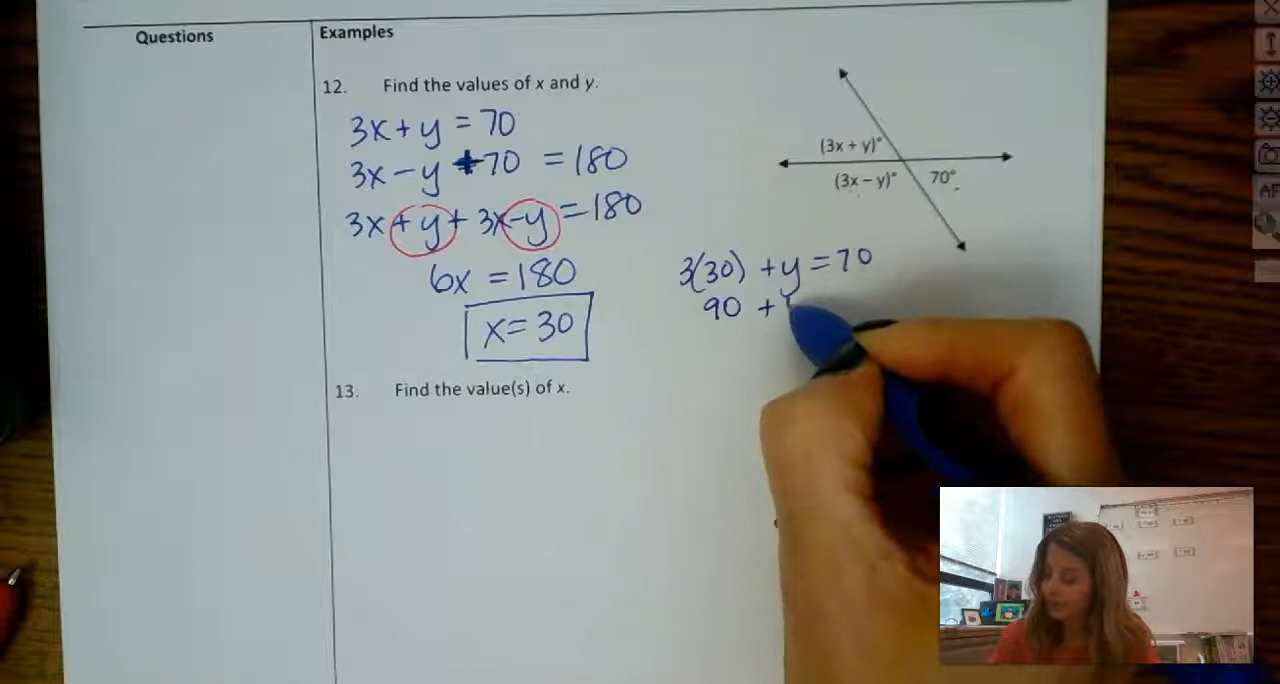 Questions
Examples
12. Find the values of x and y.
3x + y = 70
3x - y + 70 = 180
3x + y + 3x - y = 180
6x = 180
x = 30
(3x + y)°
(3x - y)° 70°
3(30) + y = 70
90 +
13. Find the value(s) of x.
AF